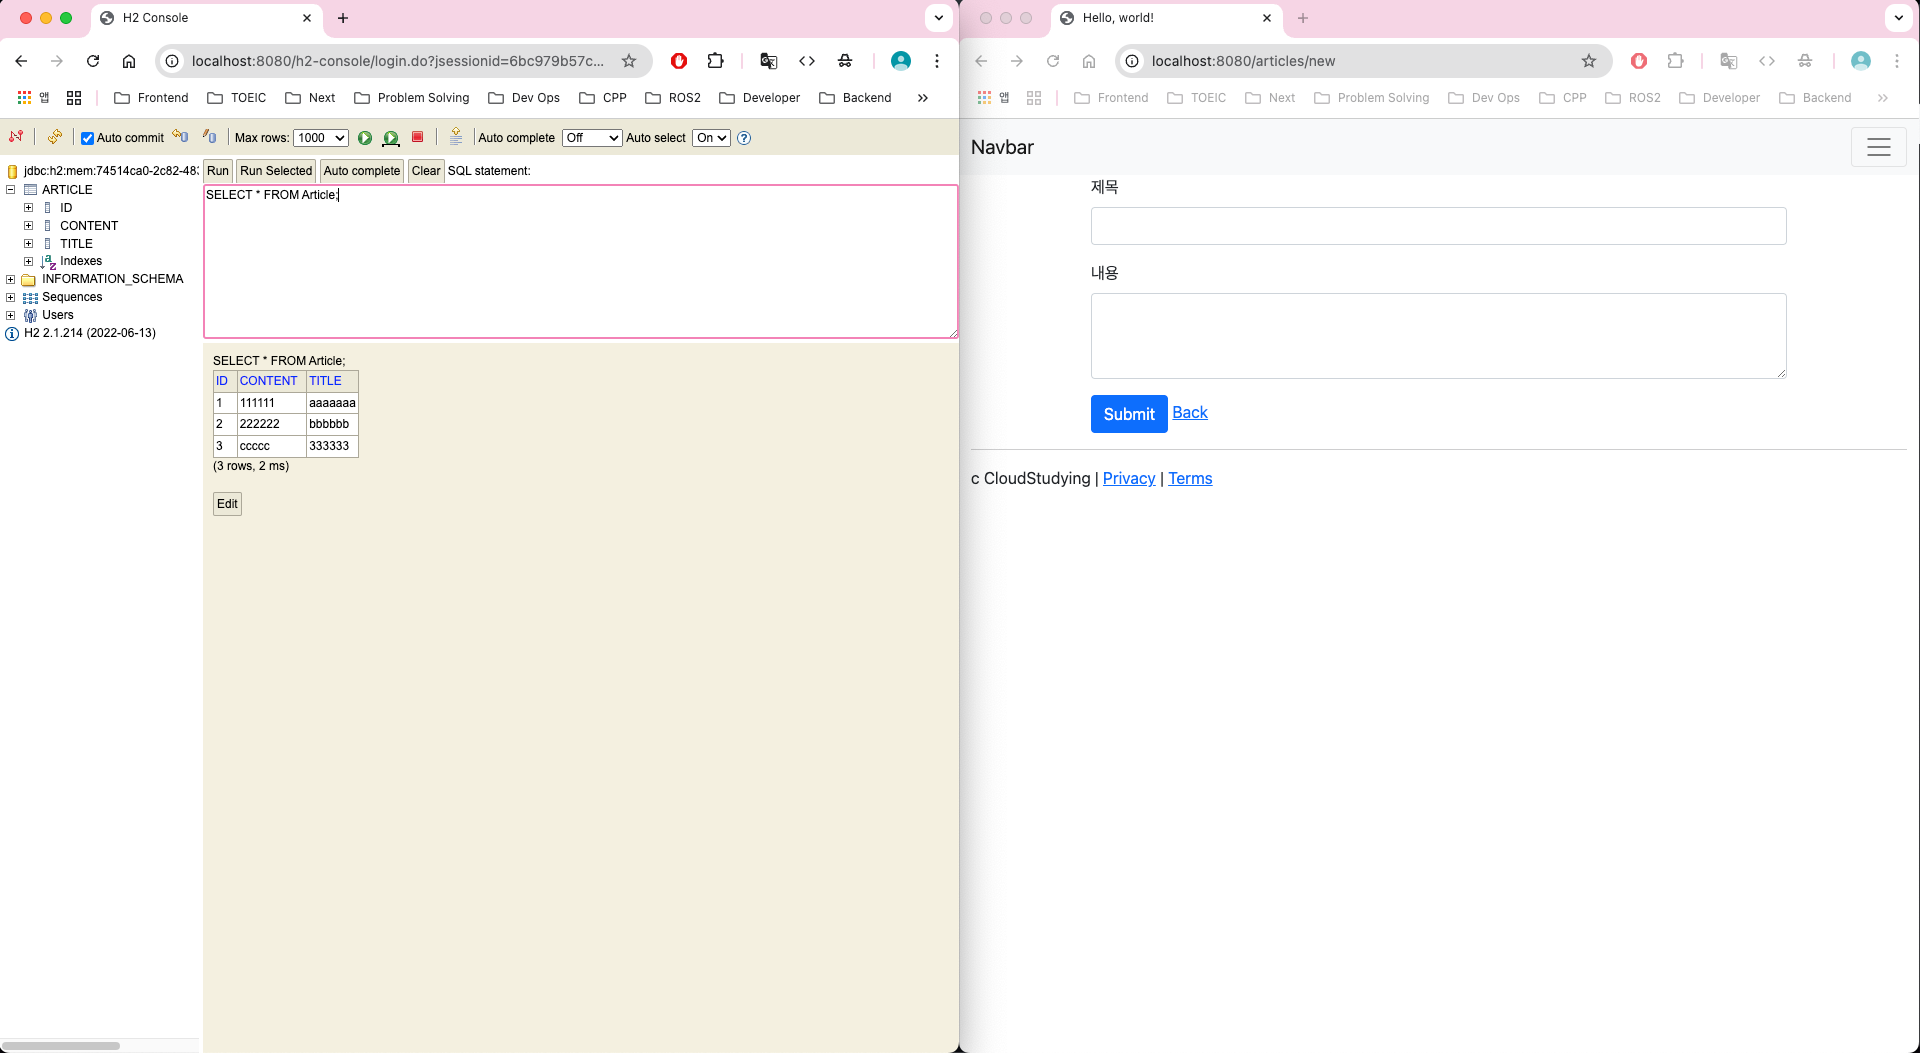 H2 Console
localhost:8080/h2-console/login.do?jsessionid=6bc979b57c...
앱
Frontend
TOEIC
Next
Problem Solving
Dev Ops
CPP
ROS2
Developer
Backend
Auto commit
Max rows: 1000
Auto complete Off
Auto select On
jdbc:h2:mem:74514ca0-2c82-483
ARTICLE
ID
CONTENT
TITLE
Indexes
INFORMATION_SCHEMA
Sequences
Users
H2 2.1.214 (2022-06-13)
Run Run Selected Auto complete Clear SQL statement:
SELECT * FROM Article;
SELECT * FROM Article;
ID CONTENT TITLE
1 111111 aaaaaaa
2 222222 bbbbbb
3 ccccc 333333
(3 rows, 2 ms)
Edit
Hello, world!
localhost:8080/articles/new
앱
Frontend
TOEIC
Next
Problem Solving
Dev Ops
CPP
ROS2
Developer
Backend
Navbar
제목
내용
Submit Back
c CloudStudying | Privacy | Terms